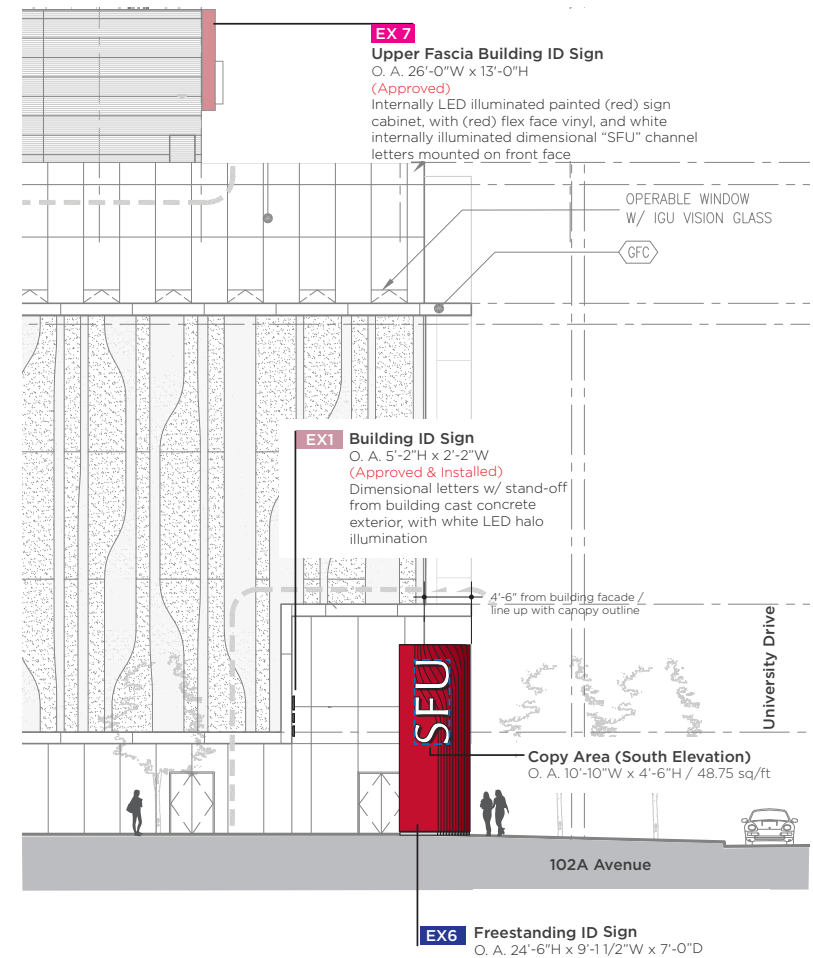 EX 7
Upper Fascia Building ID Sign
O. A. 26'-0"W x 13'-0"H
(Approved)
Internally LED illuminated painted (red) sign
cabinet, with (red) flex face vinyl, and white
internally illuminated dimensional “SFU” channel
letters mounted on front face
OPERABLE WINDOW
W/ IGU VISION GLASS
GFC
EX1 Building ID Sign
O. A. 5’-2”H x 2’-2”W
(Approved & Installed)
Dimensional letters w/ stand-off
from building cast concrete
exterior, with white LED halo
illumination
4'-6" from building facade /
line up with canopy outline
University Drive
SFU
Copy Area (South Elevation)
O. A. 10’-10”W x 4’-6”H / 48.75 sq/ft
102A Avenue
EX6 Freestanding ID Sign
O. A. 24’-6”H x 9’-1 1/2”W x 7’-0”D